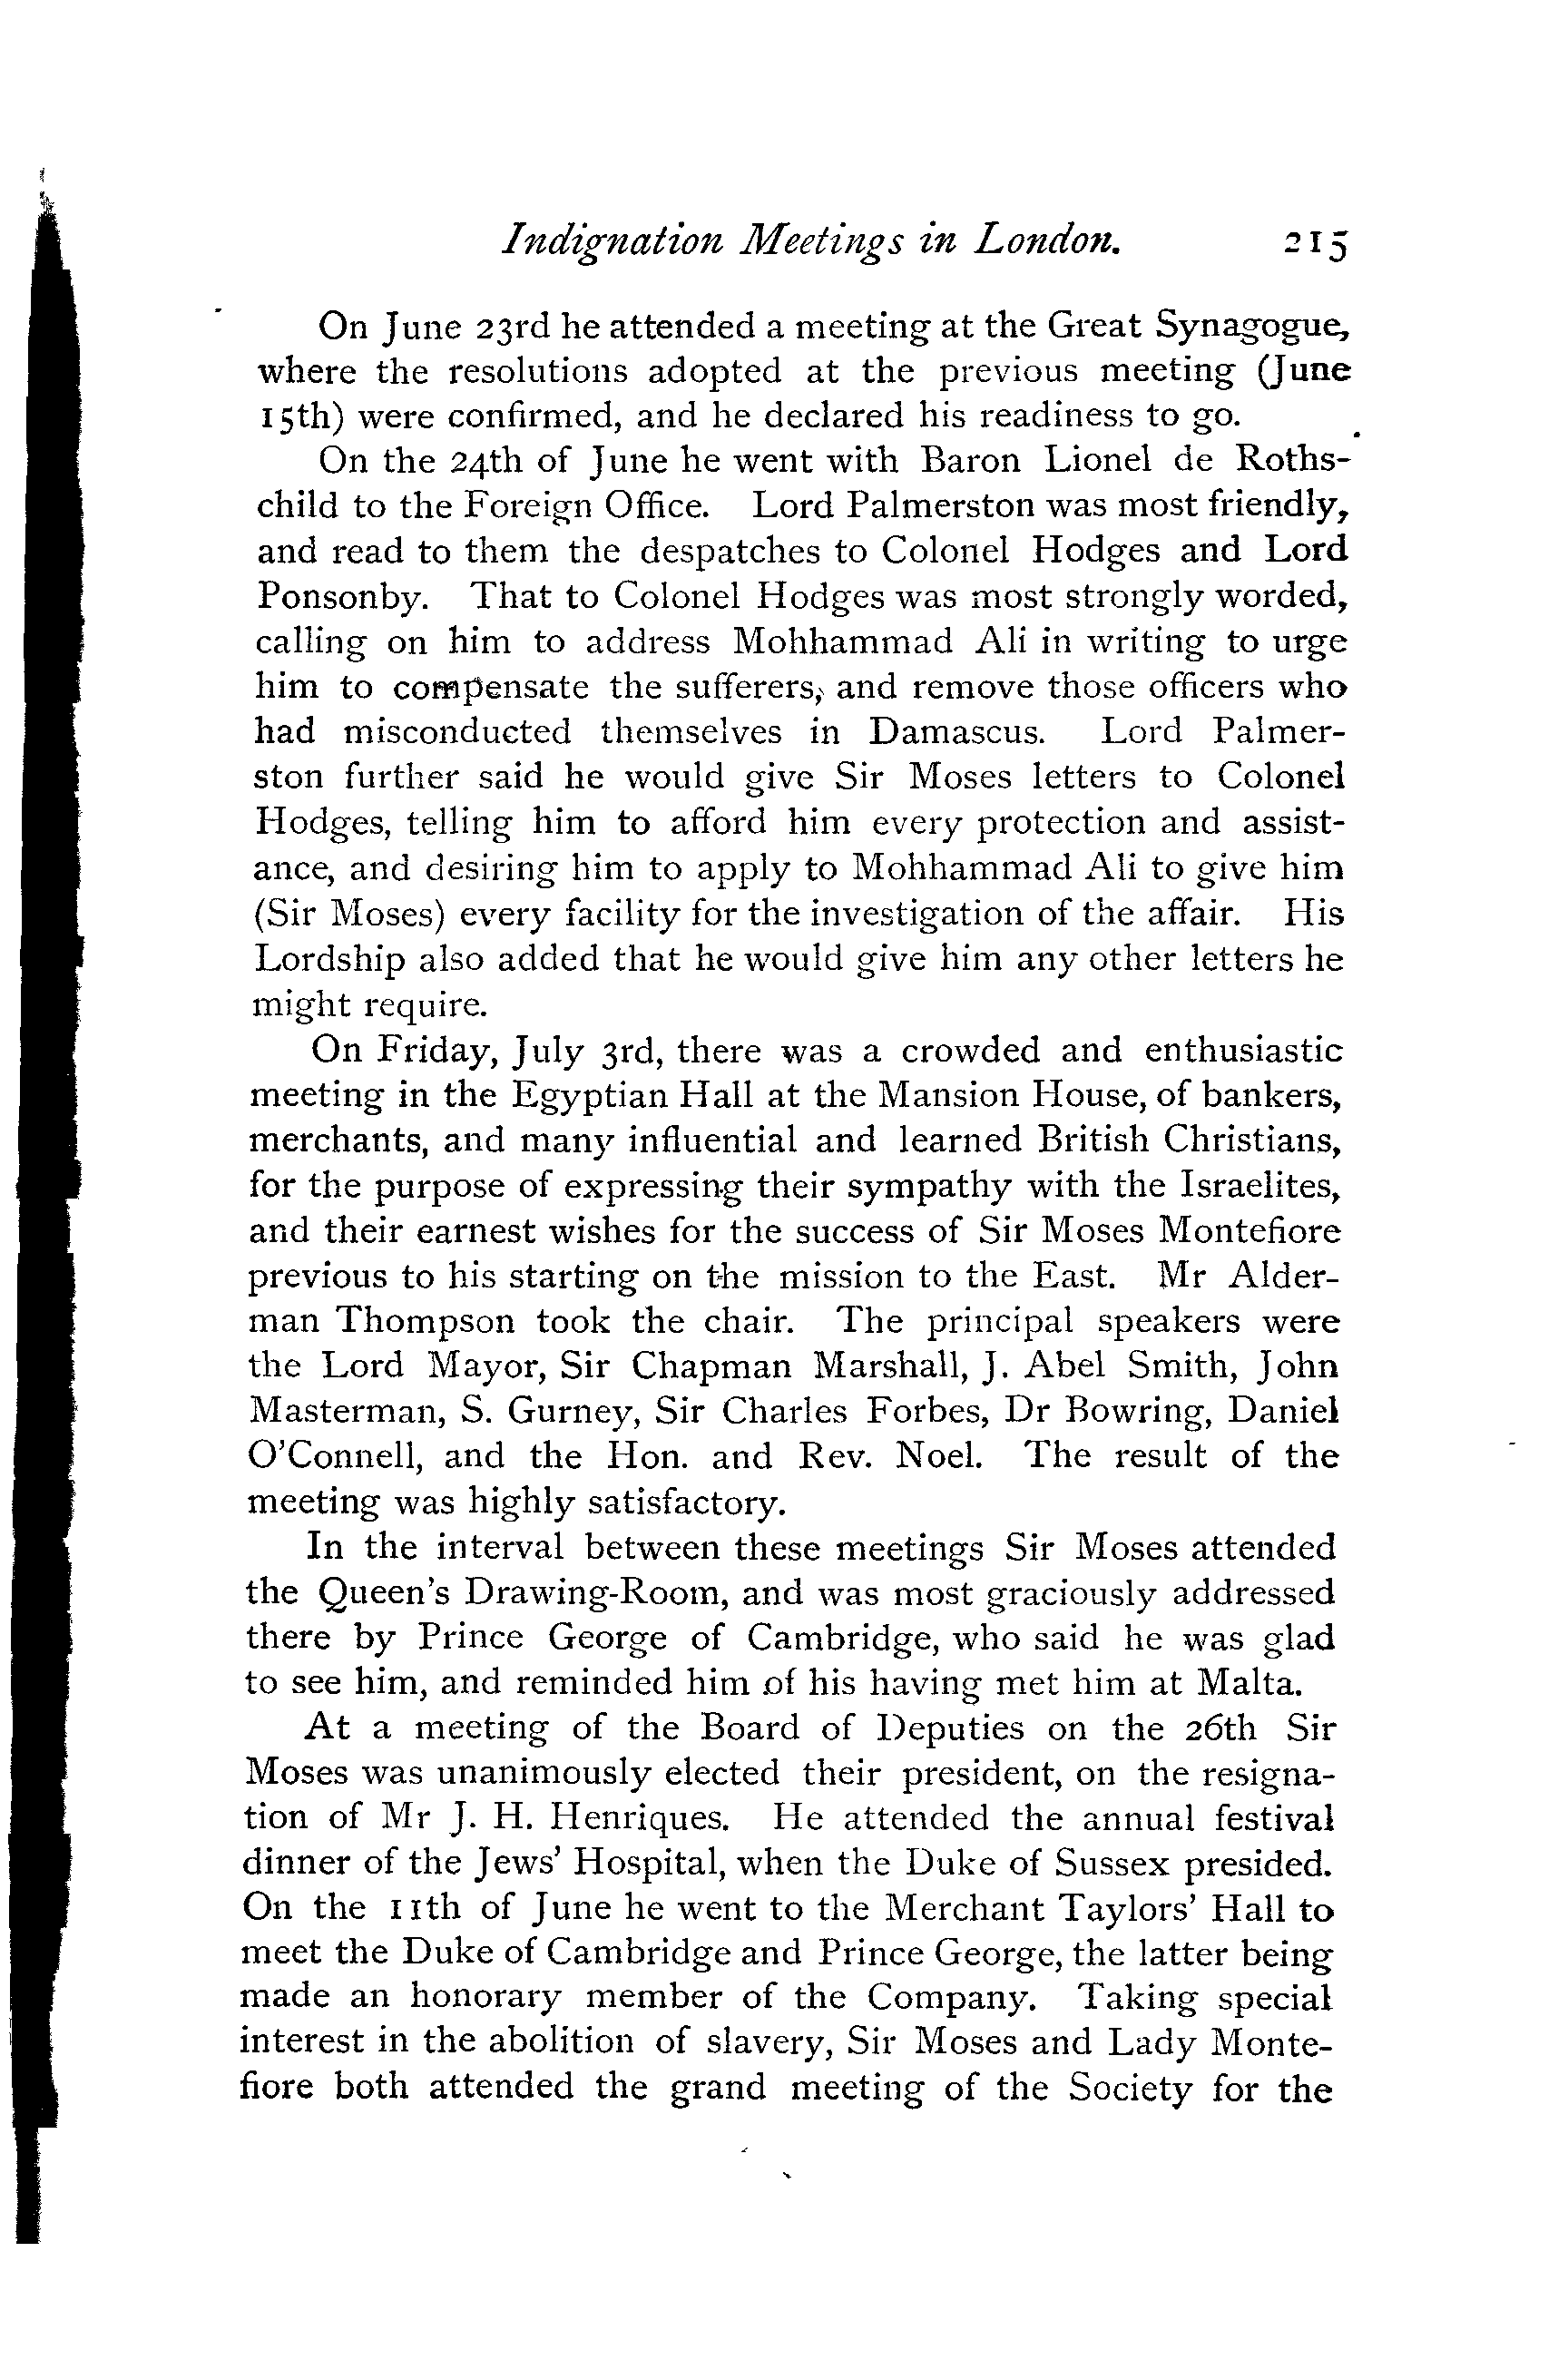 Indignation Meetings in London. 215
On June 23rd he attended a meeting at the Great Synagogue,
where the resolutions adopted at the previous meeting (June
15th) were confirmed, and he declared his readiness to go.
On the 24th of June he went with Baron Lionel de Roths-
child to the Foreign Office. Lord Palmerston was most friendly,
and read to them the despatches to Colonel Hodges and Lord
Ponsonby. That to Colonel Hodges was most strongly worded,
calling on him to address Mohhammad Ali in writing to urge
him to compensate the sufferers, and remove those officers who
had misconducted themselves in Damascus. Lord Palmer-
ston further said he would give Sir Moses letters to Colonel
Hodges, telling him to afford him every protection and assist-
ance, and desiring him to apply to Mohhammad Ali to give him
(Sir Moses) every facility for the investigation of the affair. His
Lordship also added that he would give him any other letters he
might require.
On Friday, July 3rd, there was a crowded and enthusiastic
meeting in the Egyptian Hall at the Mansion House, of bankers,
merchants, and many influential and learned British Christians,
for the purpose of expressing their sympathy with the Israelites,
and their earnest wishes for the success of Sir Moses Montefiore
previous to his starting on the mission to the East. Mr Alder-
man Thompson took the chair. The principal speakers were
the Lord Mayor, Sir Chapman Marshall, J. Abel Smith, John
Masterman, S. Gurney, Sir Charles Forbes, Dr Bowring, Daniel
O'Connell, and the Hon. and Rev. Noel. The result of the
meeting was highly satisfactory.
In the interval between these meetings Sir Moses attended
the Queen's Drawing-Room, and was most graciously addressed
there by Prince George of Cambridge, who said he was glad
to see him, and reminded him of his having met him at Malta.
At a meeting of the Board of Deputies on the 26th Sir
Moses was unanimously elected their president, on the resigna-
tion of Mr J. H. Henriques. He attended the annual festival
dinner of the Jews' Hospital, when the Duke of Sussex presided.
On the 11th of June he went to the Merchant Taylors' Hall to
meet the Duke of Cambridge and Prince George, the latter being
made an honorary member of the Company. Taking special
interest in the abolition of slavery, Sir Moses and Lady Monte-
fiore both attended the grand meeting of the Society for the